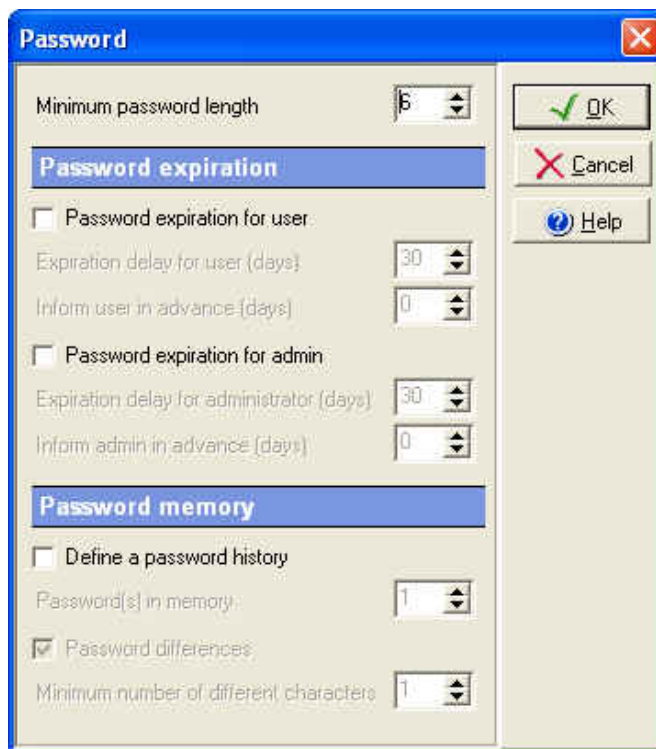 Password
Minimum password length 6
OK
Password expiration
Cancel
Password expiration for user
Help
Expiration delay for user (days) 30
Inform user in advance (days) 0
Password expiration for admin
Expiration delay for administrator (days) 30
Inform admin in advance (days) 0
Password memory
Define a password history
Password(s) in memory 1
Password differences
Minimum number of different characters 1